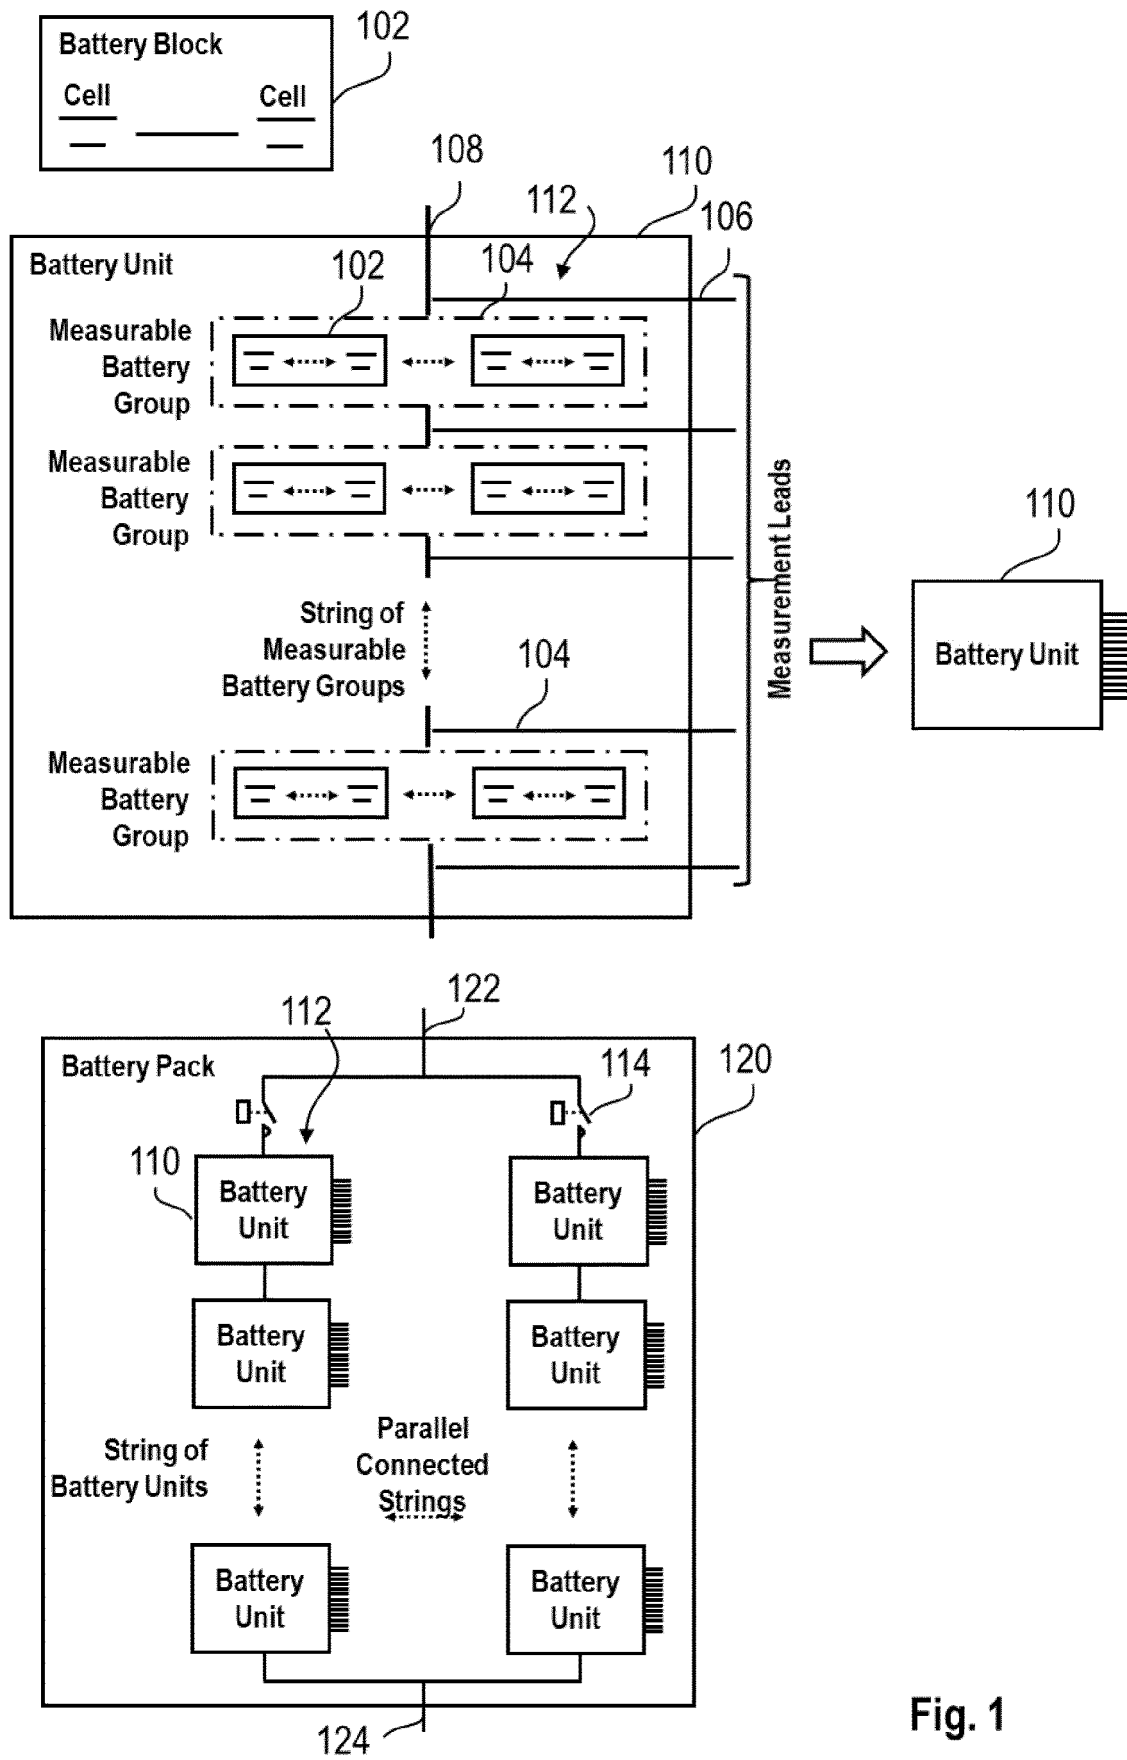 Battery Block
102
Cell
Cell
108
110
112
106
Battery Unit
102
104
Measurable
Battery
Group
Measurable
Battery
Group
Measurement Leads
110
String of
Measurable
Battery Groups
104
Battery Unit
Measurable
Battery
Group
122
112
Battery Pack
114
120
110
Battery
Unit
Battery
Unit
Battery
Unit
Battery
Unit
String of
Battery Units
Parallel
Connected
Strings
Battery
Unit
Battery
Unit
124
Fig. 1